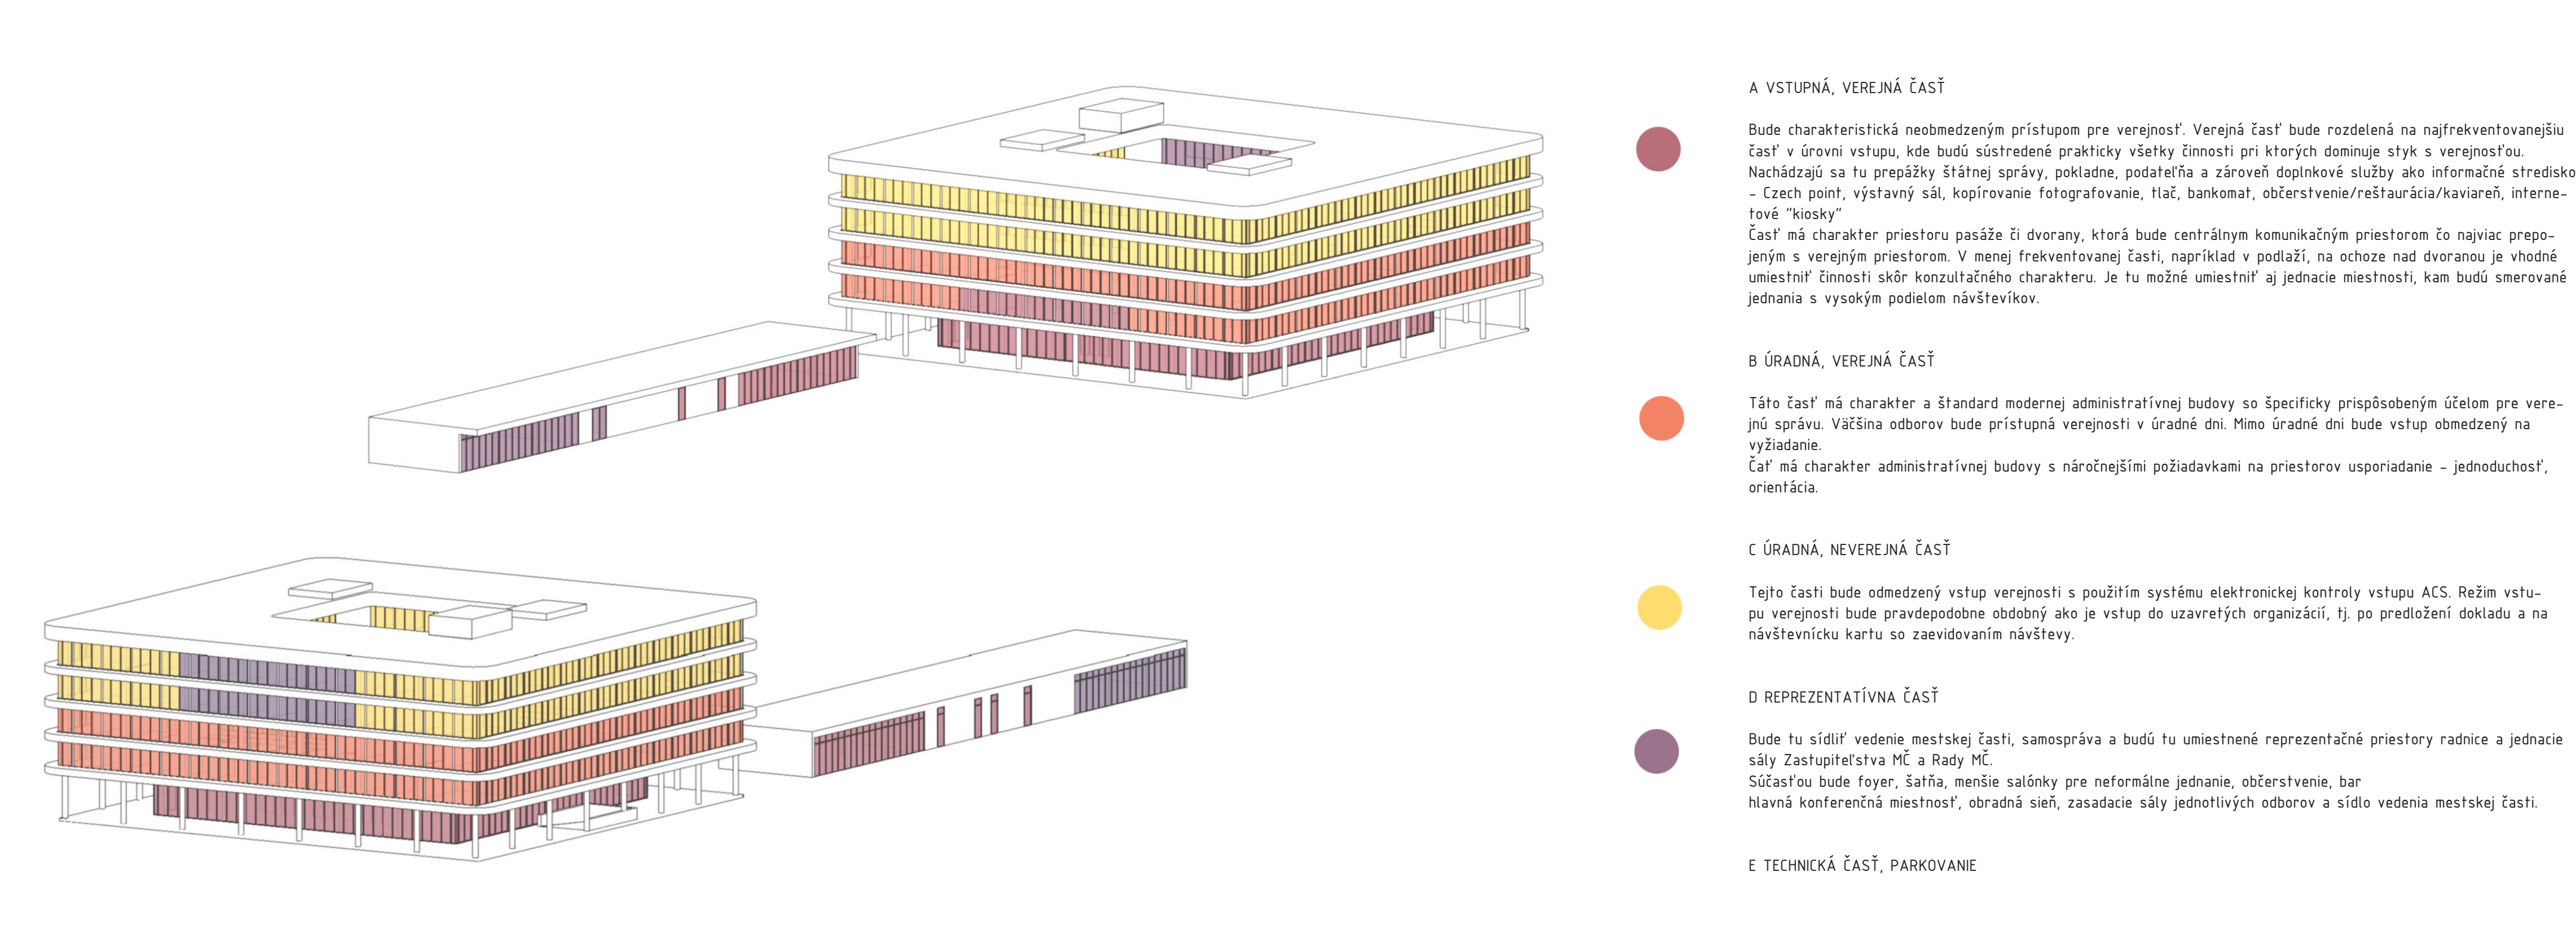 A VSTUPNÁ, VEREJNÁ ČASŤ
Bude charakteristická neobmedzeným prístupom pre verejnosť. Verejná časť bude rozdelená na najfrekventovanejšiu
časť v úrovni vstupu, kde budú sústredené prakticky všetky činnosti pri ktorých dominuje styk s verejnosťou.
Nachádzajú sa tu prepážky štátnej správy, pokladne, podateľňa a zároveň doplnkové služby ako informačné stredisko
- Czech point, výstavný sál, kopírovanie fotografovanie, tlač, bankomat, občerstvenie/reštaurácia/kaviareň, interne-
tové "kiosky"
Časť má charakter priestoru pasáže či dvorany, ktorá bude centrálnym komunikačným priestorom čo najviac prepo-
jeným s verejným priestorom. V menej frekventovanej časti, napríklad v podlaží, na ochoze nad dvoranou je vhodné
umiestniť činnosti skôr konzultačného charakteru. Je tu možné umiestniť aj jednacie miestnosti, kam budú smerované
jednania s vysokým podielom návštevíkov.
B ÚRADNÁ, VEREJNÁ ČASŤ
Táto časť má charakter a štandard modernej administratívnej budovy so špecificky prispôsobeným účelom pre vere-
jnú správu. Väčšina odborov bude prístupná verejnosti v úradné dni. Mimo úradné dni bude vstup obmedzený na
vyžiadanie.
Čať má charakter administratívnej budovy s náročnejšími požiadavkami na priestorov usporiadanie - jednoduchosť,
orientácia.
C ÚRADNÁ, NEVEREJNÁ ČASŤ
Tejto časti bude odmedzený vstup verejnosti s použitím systému elektronickej kontroly vstupu ACS. Režim vstu-
pu verejnosti bude pravdepodobne obdobný ako je vstup do uzavretých organizácií, tj. po predložení dokladu a na
návštevnícku kartu so zaevidovaním návštevy.
D REPREZENTATÍVNA ČASŤ
Bude tu sídliť vedenie mestskej časti, samospráva a budú tu umiestnené reprezentačné priestory radnice a jednacie
sály Zastupiteľstva MČ a Rady MČ.
Súčasťou bude foyer, šatňa, menšie salónky pre neformálne jednanie, občerstvenie, bar
hlavná konferenčná miestnosť, obradná sieň, zasadacie sály jednotlivých odborov a sídlo vedenia mestskej časti.
E TECHNICKÁ ČASŤ, PARKOVANIE